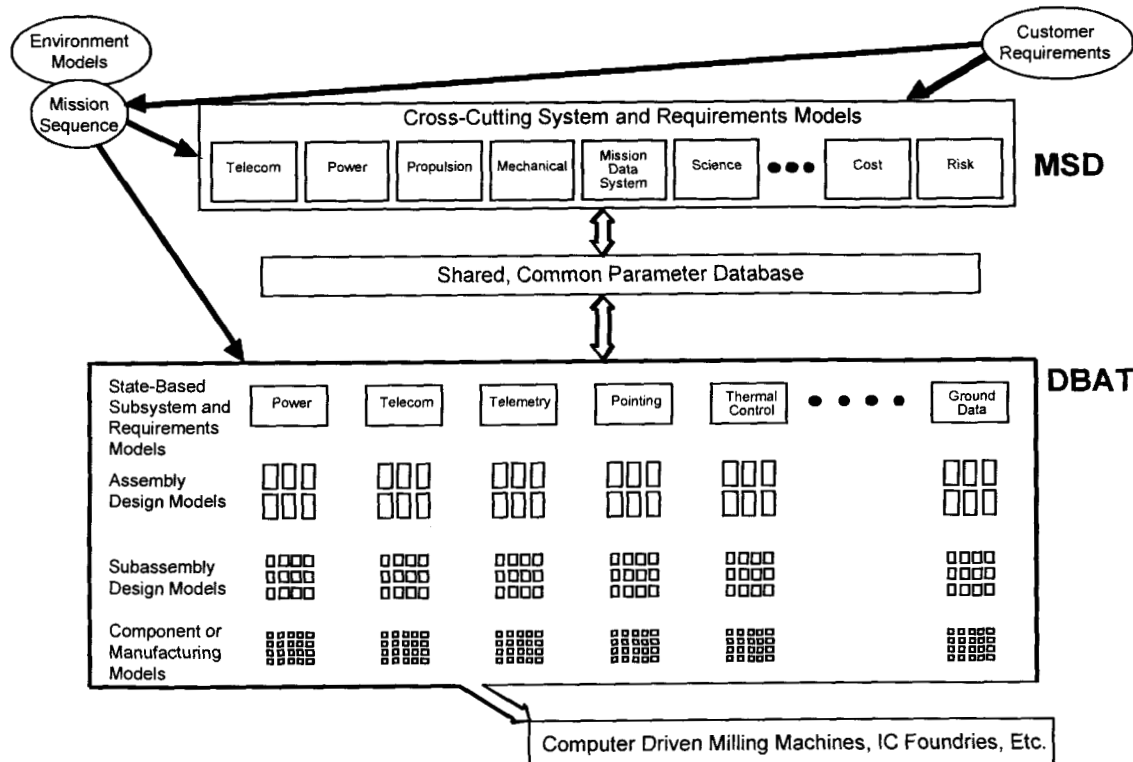 Environment
Models
Customer
Requirements
Mission
Sequence
Cross-Cutting System and Requirements Models
Telecom
Power
Propulsion
Mechanical
Mission
Data
System
Science
Cost
Risk
MSD
Shared, Common Parameter Database
DBAT
State-Based
Subsystem and
Requirements
Models
Power
Telecom
Telemetry
Pointing
Thermal
Control
Ground
Data
Assembly
Design Models
Subassembly
Design Models
Component or
Manufacturing
Models
Computer Driven Milling Machines, IC Foundries, Etc.